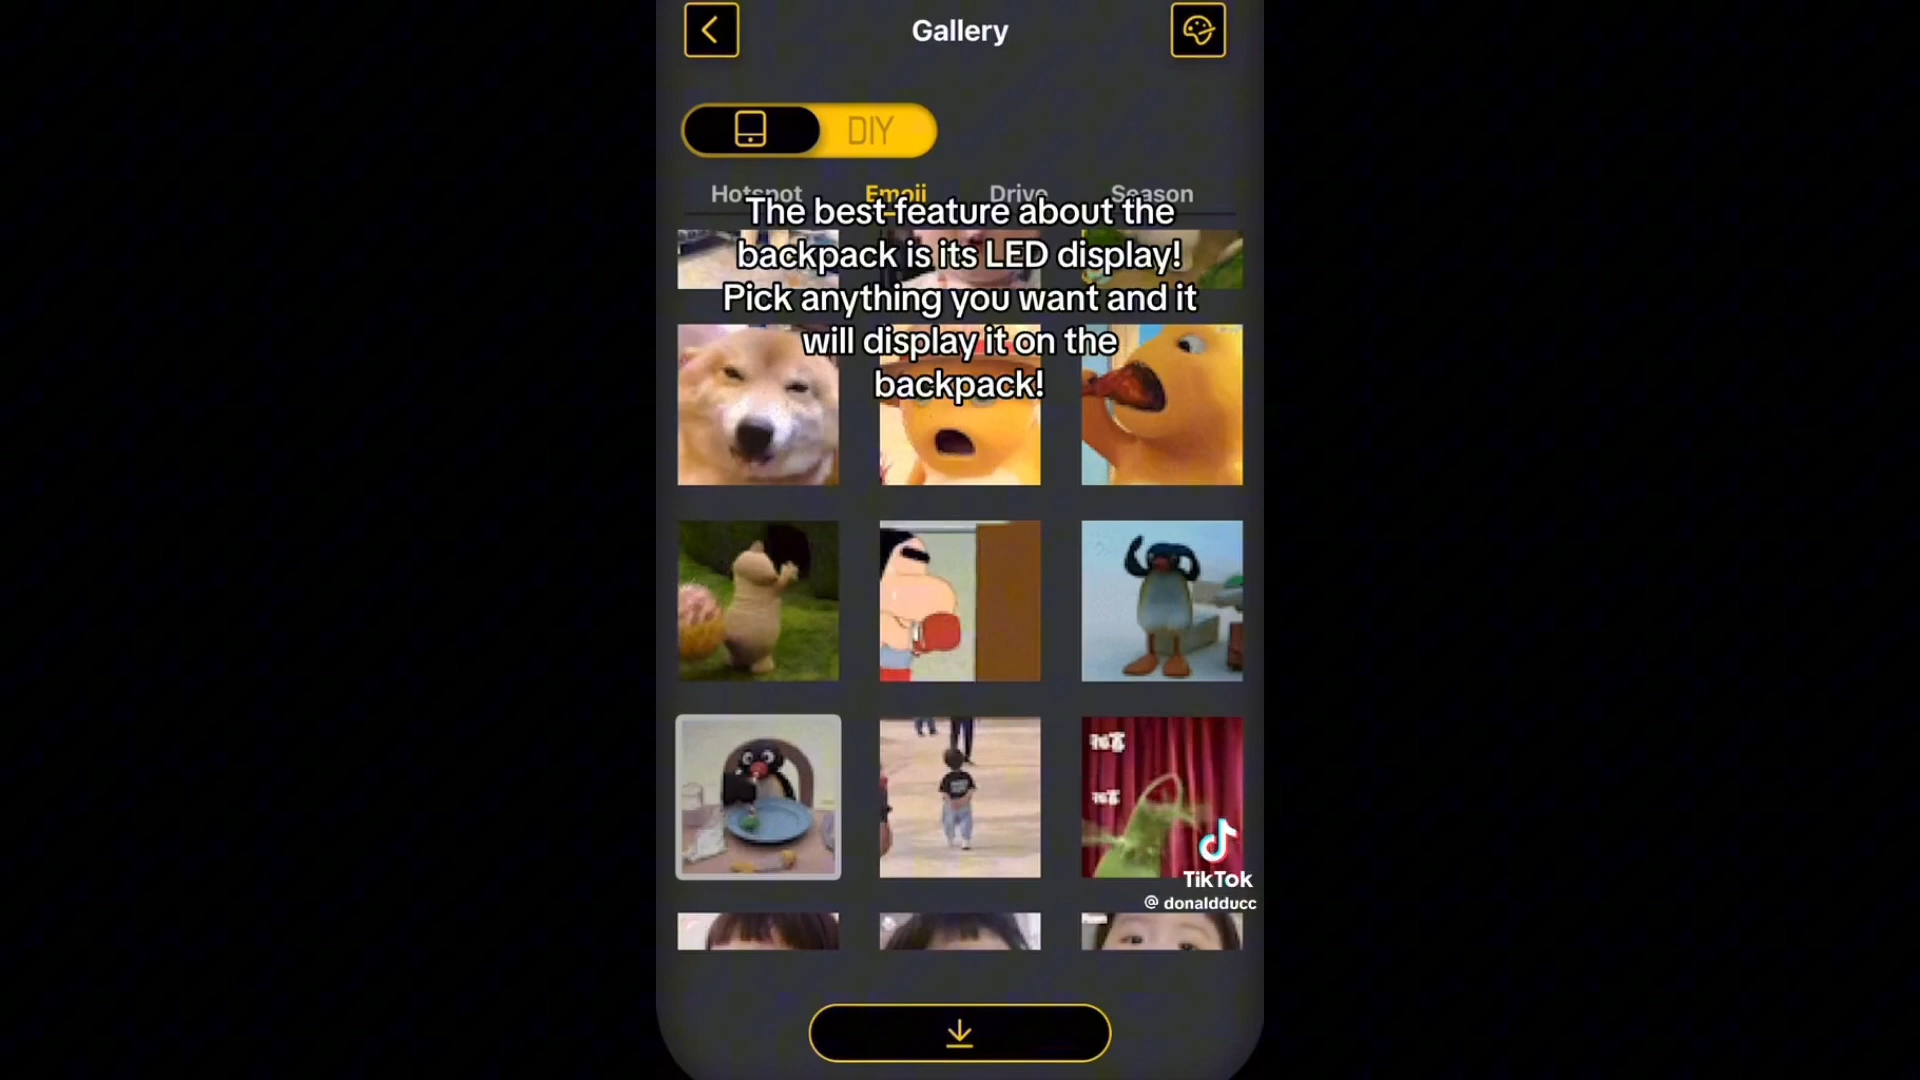 Gallery
DIY
Hotspot Emoji Drive Season
The best feature about the
backpack is its LED display!
Pick anything you want and it
will display it on the
backpack!
TikTok
@ donaldducc